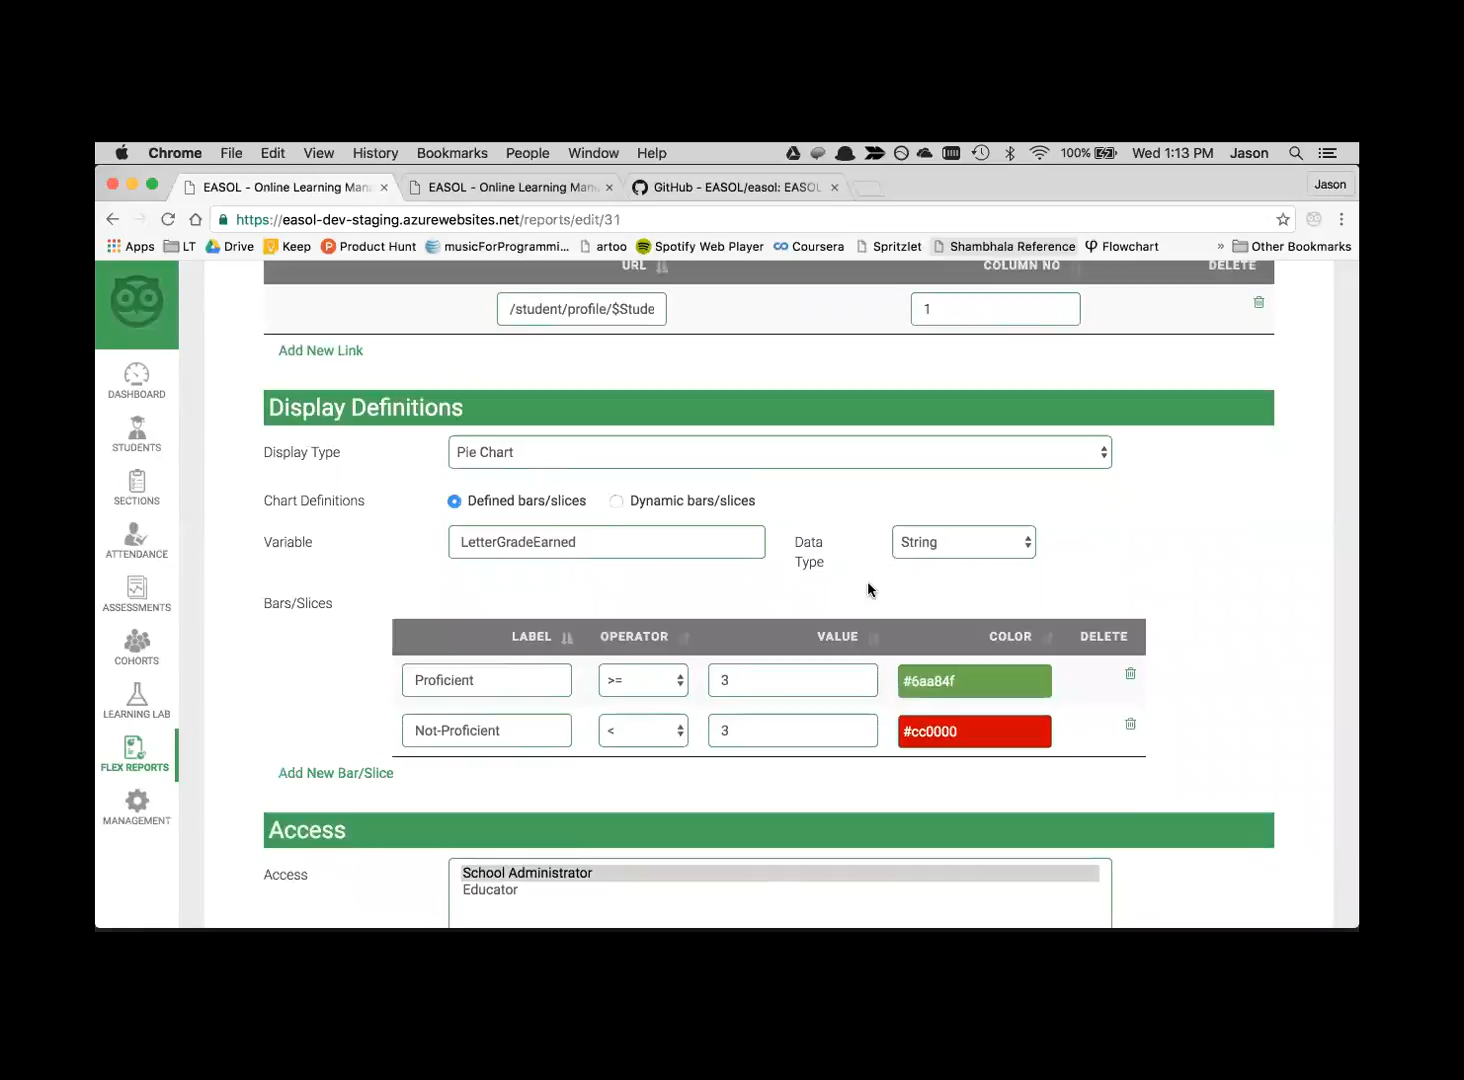 Chrome File Edit View History Bookmarks People Window Help 100% Wed 1:13 PM Jason
EASOL - Online Learning Man EASOL - Online Learning Man GitHub - EASOL/easol: EASOL Jason
https://easol-dev-staging.azurewebsites.net/reports/edit/31
Apps LT Drive Keep Product Hunt musicForProgrammi... artoo Spotify Web Player Coursera Spritzlet Shambhala Reference Flowchart » Other Bookmarks
URL COLUMN NO DELETE
/student/profile/$Stude 1
Add New Link
DASHBOARD
STUDENTS
SECTIONS
ATTENDANCE
ASSESSMENTS
COHORTS
LEARNING LAB
FLEX REPORTS
MANAGEMENT
Display Definitions
Display Type Pie Chart
Chart Definitions Defined bars/slices Dynamic bars/slices
Variable LetterGradeEarned Data Type String
Bars/Slices
LABEL OPERATOR VALUE COLOR DELETE
Proficient >= 3 #6aa84f
Not-Proficient < 3 #cc0000
Add New Bar/Slice
Access
Access School Administrator
Educator